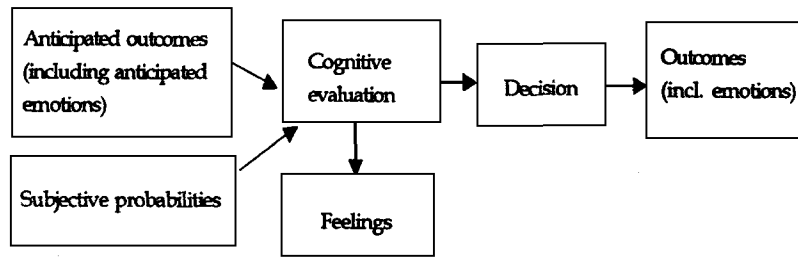 Anticipated outcomes
(including anticipated
emotions)
Subjective probabilities
Cognitive
evaluation
Feelings
Decision
Outcomes
(incl. emotions)